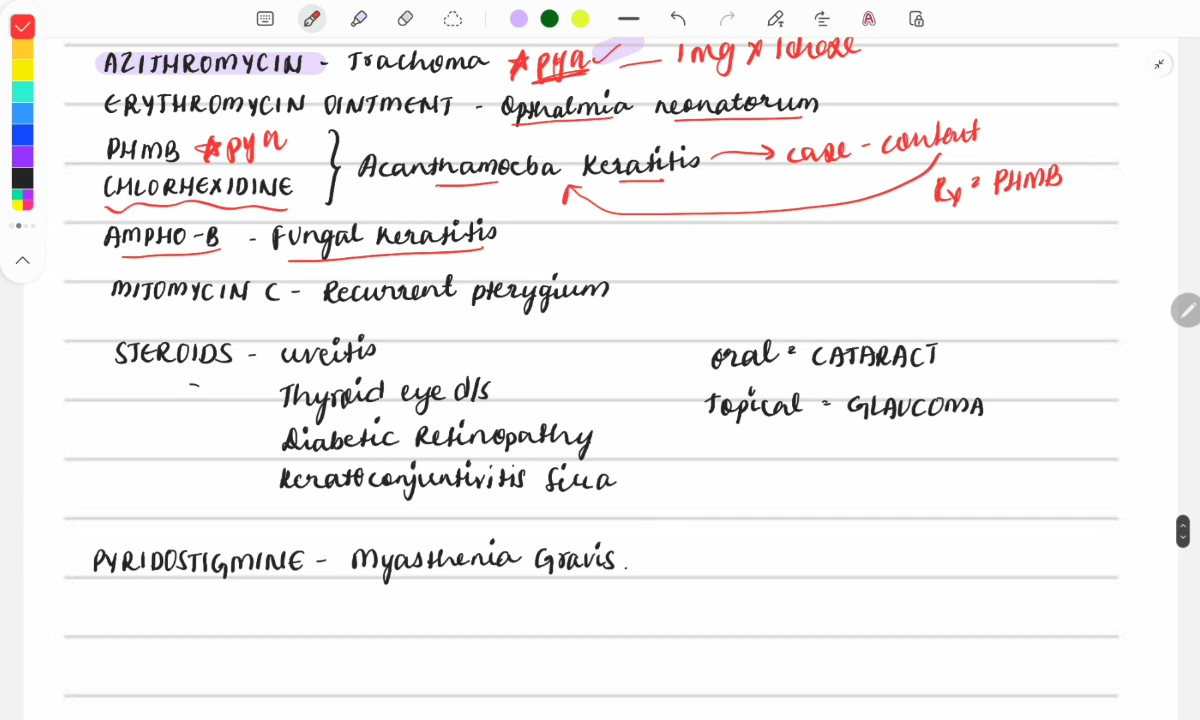 AZITHROMYCIN - Trachoma * PYQ ✓ — 1mg x 1dose
ERYTHROMYCIN OINTMENT - Opthalmia neonatorum
PHMB * PYQ
CHLORHEXIDINE } Acanthamoeba Keratitis → case - contact
Rx = PHMB
AMPHO-B - Fungal Keratitis
MITOMYCIN C - Recurrent pterygium
STEROIDS - uveitis
Thyroid eye d/s
Diabetic Retinopathy
Keratoconjuntivitis Sicca
oral = CATARACT
topical = GLAUCOMA
PYRIDOSTIGMINE - Myasthenia Gravis.